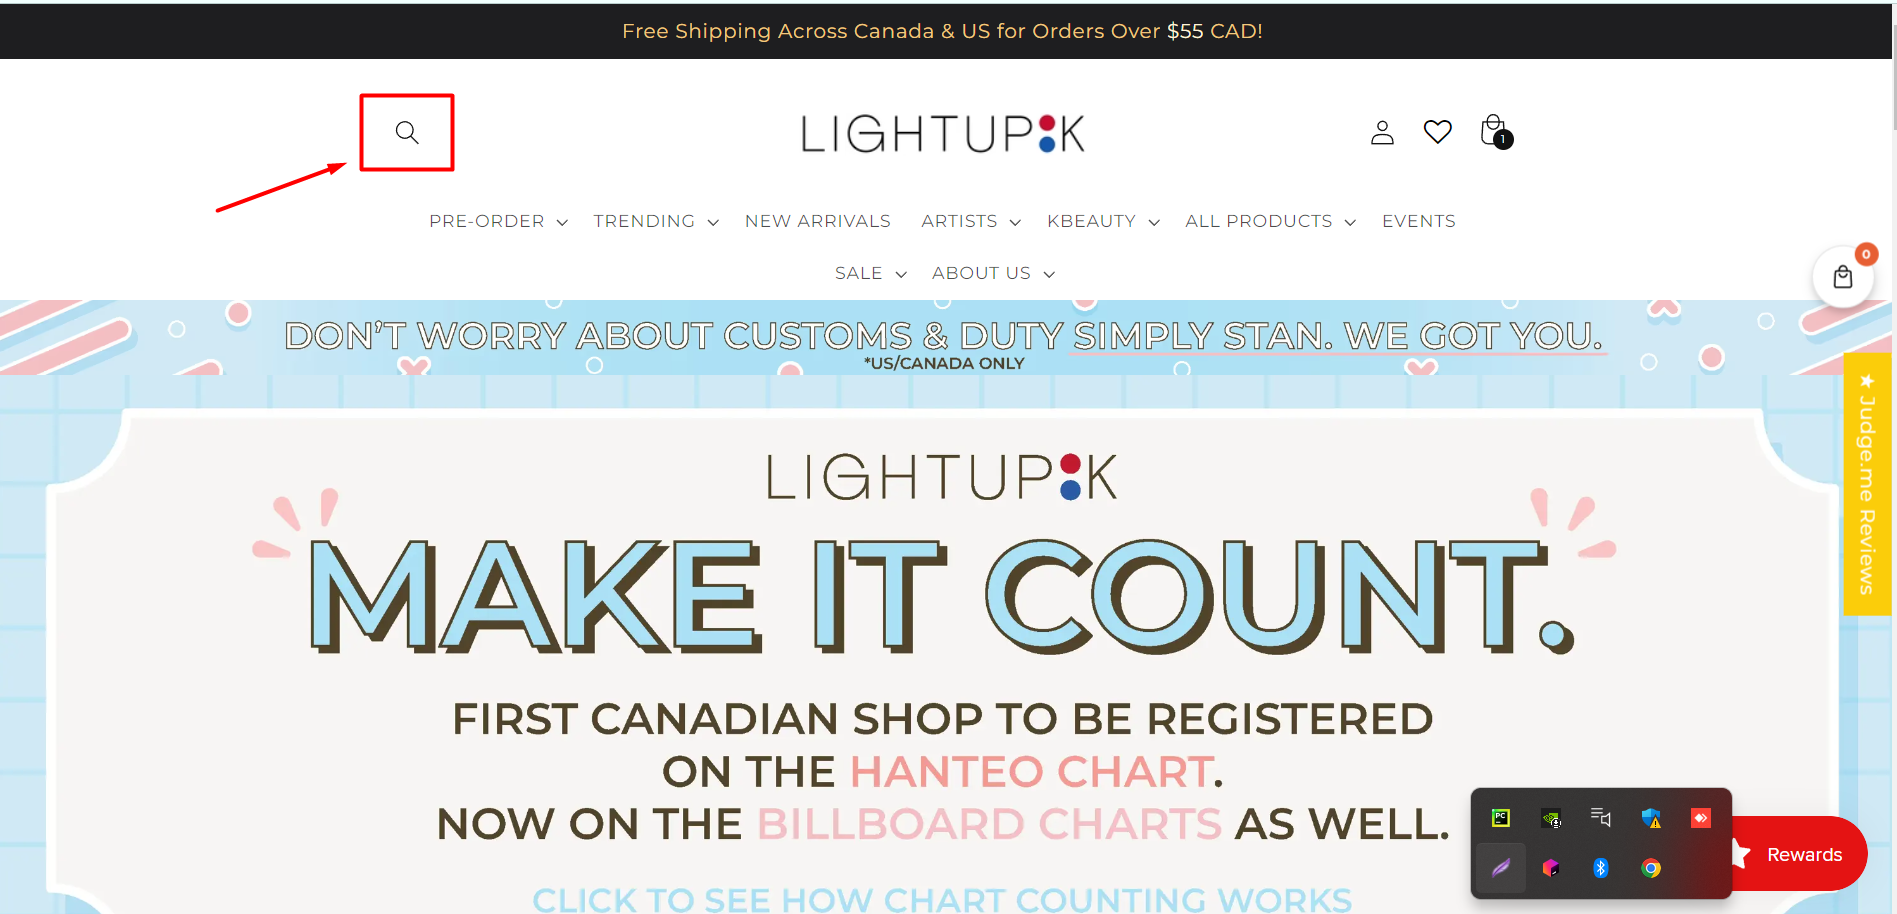 Free Shipping Across Canada & US for Orders Over $55 CAD!
LIGHTUP K
1
PRE-ORDER TRENDING NEW ARRIVALS ARTISTS KBEAUTY ALL PRODUCTS EVENTS
SALE ABOUT US
0
DON'T WORRY ABOUT CUSTOMS & DUTY SIMPLY STAN. WE GOT YOU.
*US/CANADA ONLY
★ Judge.me Reviews
LIGHTUP K
MAKE IT COUNT.
FIRST CANADIAN SHOP TO BE REGISTERED
ON THE HANTEO CHART.
NOW ON THE BILLBOARD CHARTS AS WELL.
PC
Rewards
CLICK TO SEE HOW CHART COUNTING WORKS